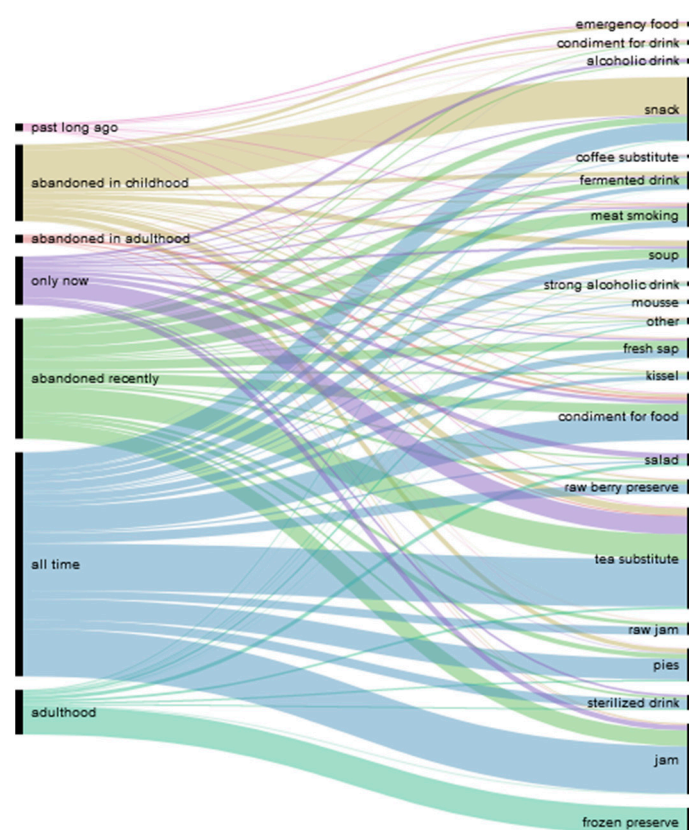 emergency food
condiment for drink
alcoholic drink
snack
past long ago
coffee substitute
abandoned in childhood
fermented drink
meat smoking
abandoned in adulthood
soup
only now
strong alcoholic drink
mousse
other
fresh sap
abandoned recently
kissel
condiment for food
salad
raw berry preserve
tea substitute
all time
raw jam
pies
sterilized drink
adulthood
jam
frozen preserve